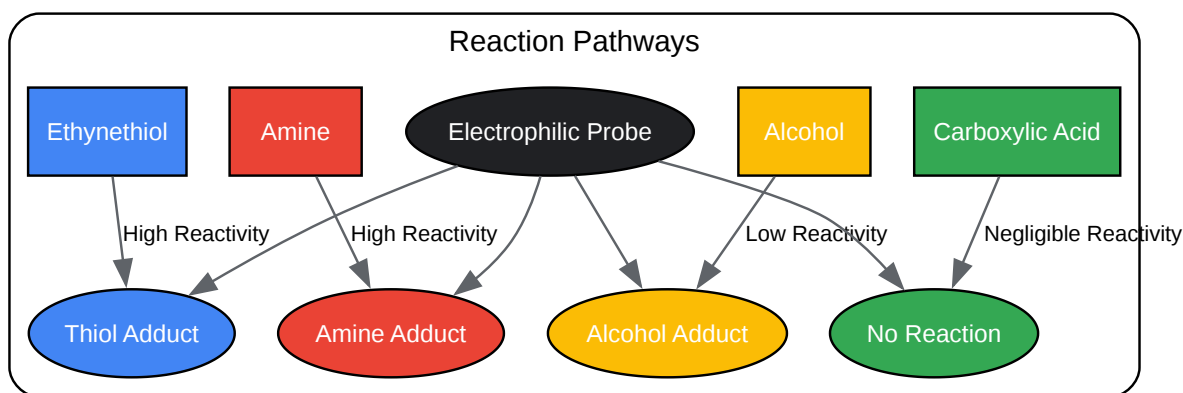 Reaction Pathways
Ethynethiol
Amine
Electrophilic Probe
Alcohol
Carboxylic Acid
High Reactivity
High Reactivity
Low Reactivity
Negligible Reactivity
Thiol Adduct
Amine Adduct
Alcohol Adduct
No Reaction